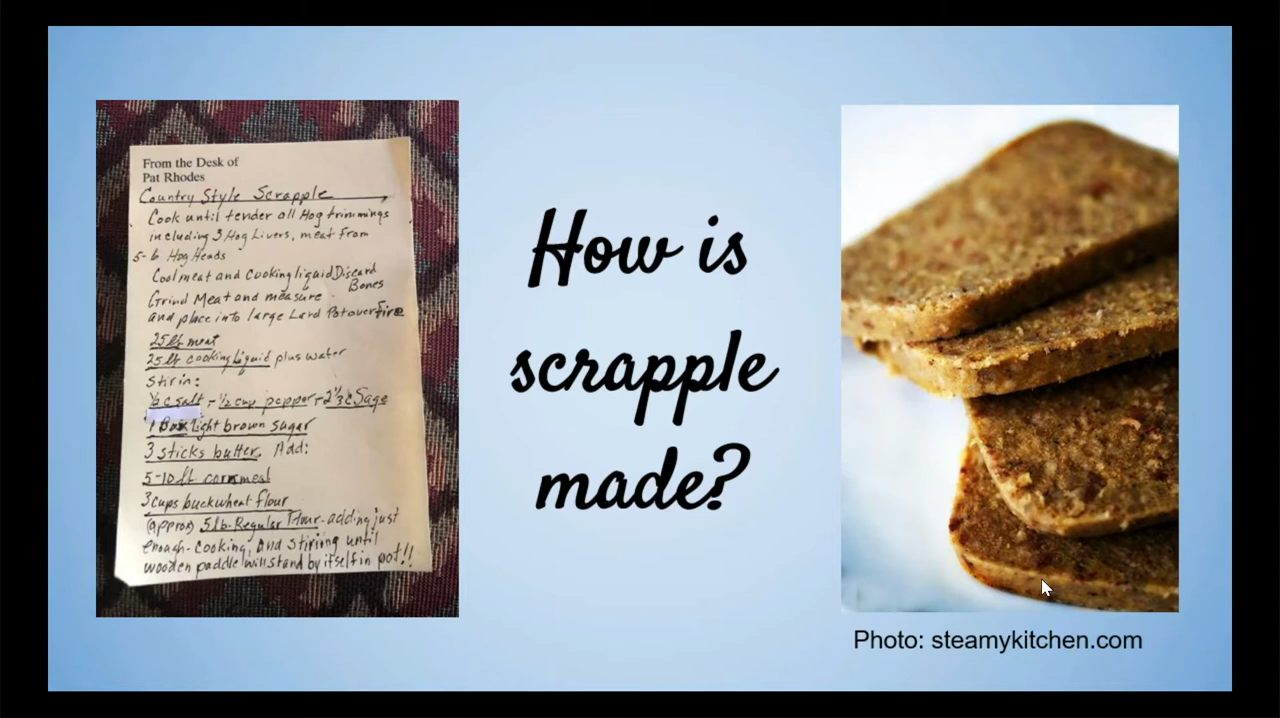 From the Desk of
Pat Rhodes
Country Style Scrapple
Cook until tender all Hog trimmings
including 3 Hog Livers, meat from
5-6 Hog Heads
Cool meat and cooking liquid Discard
Bones
Grind Meat and measure
and place into large Lard Pot over Fire
25 lb meat
25 lb cooking liquid plus water
Stir in:
1/2 c salt - 1/2 cup pepper - 2 1/3 c Sage
1 Box light brown sugar
3 sticks butter. Add:
5-10 lb cornmeal
3 cups buckwheat flour
(approx) 5 lb. Regular Flour - adding just
enough - cooking, and stirring until
wooden paddle will stand by itself in pot!!
How is
scrapple
made?
Photo: steamykitchen.com